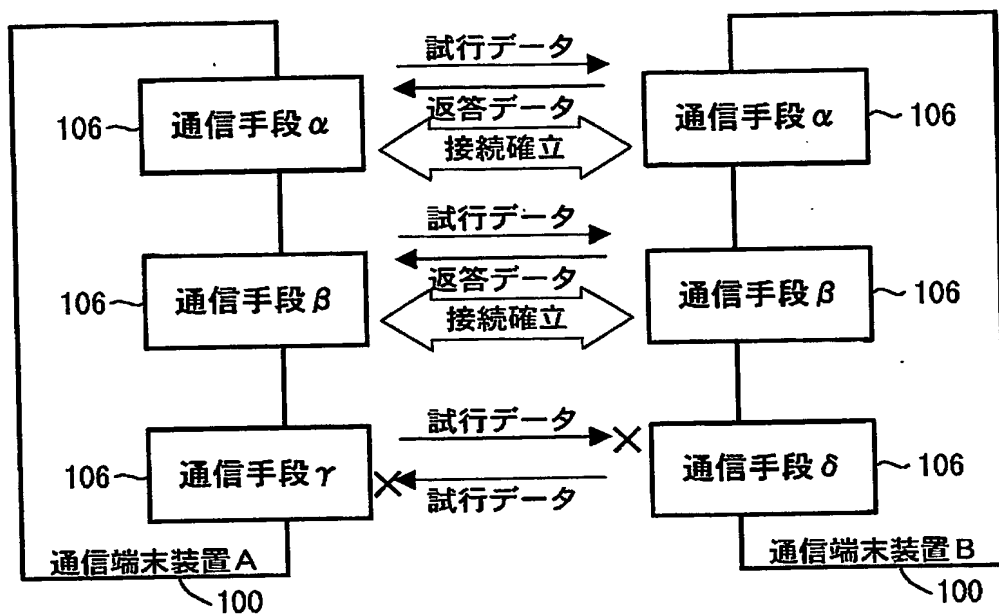 試行データ
106
通信手段α
返答データ
通信手段α
106
接続確立
試行データ
106
通信手段β
返答データ
通信手段β
106
接続確立
試行データ
106
通信手段γ
通信手段δ
106
試行データ
通信端末装置A
通信端末装置B
100
100